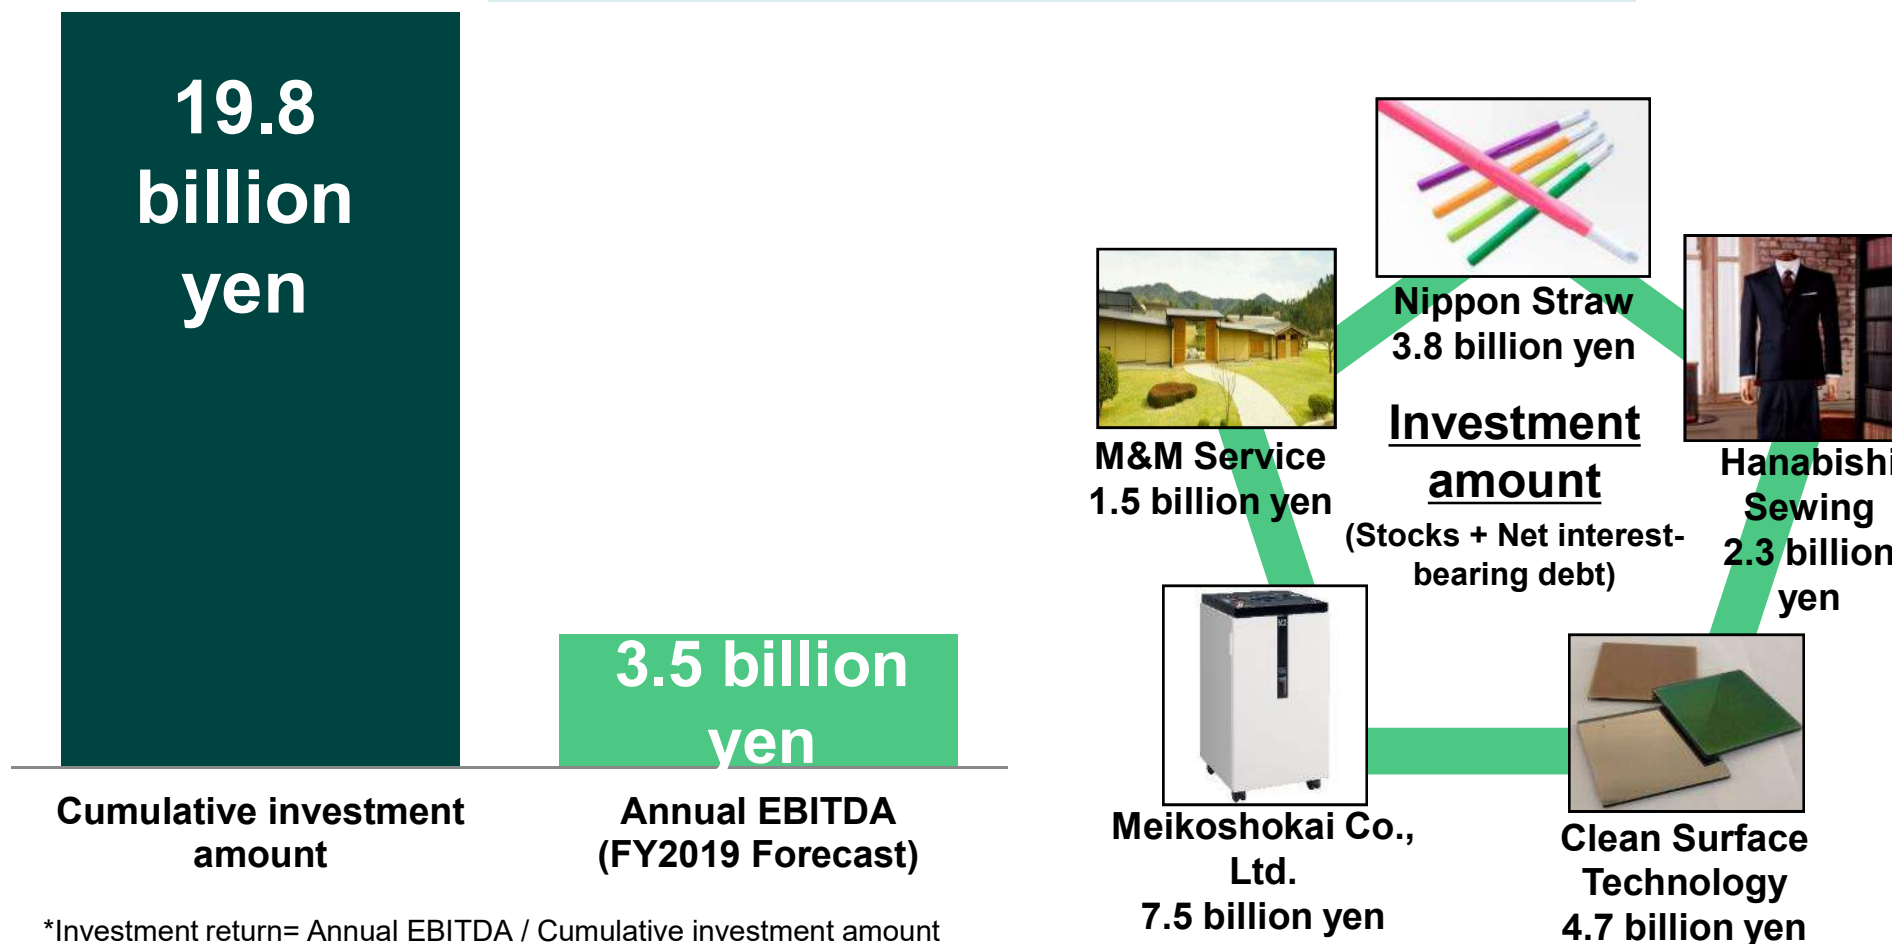 19.8
billion
yen
3.5 billion
yen
Cumulative investment
amount
Annual EBITDA
(FY2019 Forecast)
*Investment return= Annual EBITDA / Cumulative investment amount
Nippon Straw
3.8 billion yen
M&M Service
1.5 billion yen
Investment
amount
(Stocks + Net interest-
bearing debt)
Hanabishi
Sewing
2.3 billion
yen
Meikoshokai Co.,
Ltd.
7.5 billion yen
Clean Surface
Technology
4.7 billion yen